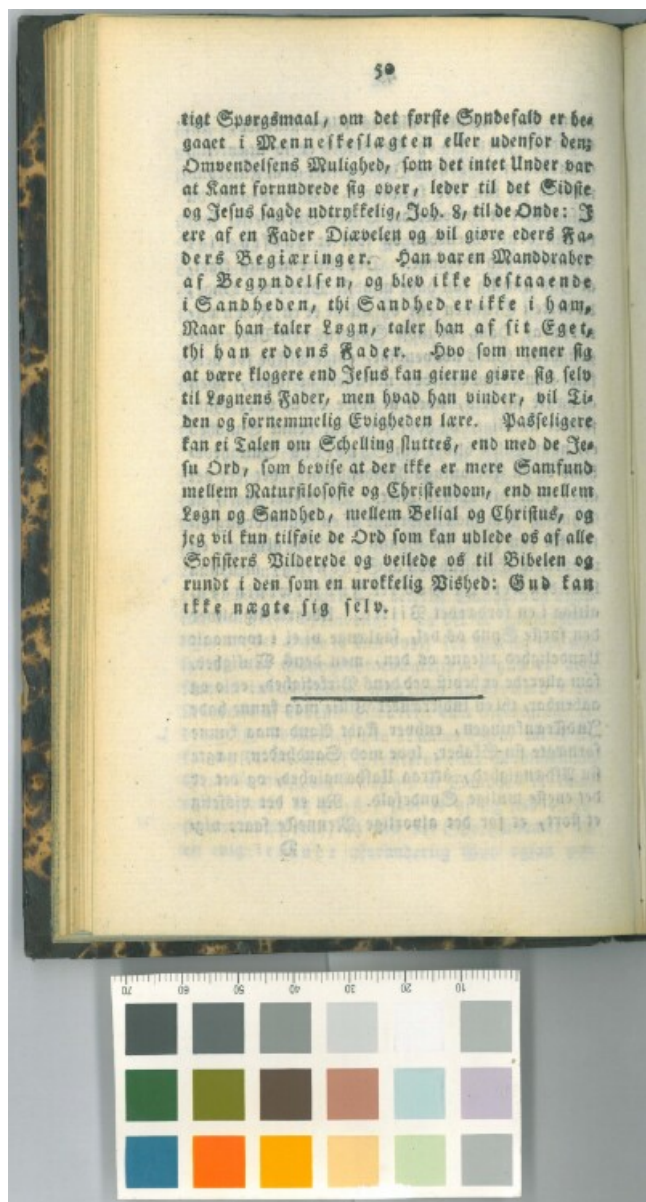 50
tigt Spørgsmaal, om det første Syndefald er be-
gaaet i Menneskeslægten eller udenfor den;
Omvendelsens Mulighed, som det intet Under var
at Kant forundrede sig over, leder til det Sidste
og Jesus sagde udtrykkelig, Joh. 8, til de Onde: I
ere af en Fader Diævelen og vil giøre eders Fa-
ders Begiæringer. Han var en Manddraber
af Begyndelsen, og blev ikke bestaaende
i Sandheden, thi Sandhed er ikke i ham,
Naar han taler Løgn, taler han af sit Eget,
thi han er dens Fader. Hvo som mener sig
at være klogere end Jesus kan gierne giøre sig selv
til Løgnens Fader, men hvad han vinder, vil Ti-
den og fornemmelig Evigheden lære. Passeligere
kan ei Talen om Schelling sluttes, end med de Je-
su Ord, som bevise at der ikke er mere Samfund
mellem Naturfilosofie og Christendom, end mellem
Løgn og Sandhed, mellem Belial og Christus, og
jeg vil kun tilføie de Ord som kan udlede os af alle
Sofisters Vilderede og veilede os til Bibelen og
rundt i den som en urokkelig Vished: Gud kan
ikke nægte sig selv.
70 60 50 40 30 20 10